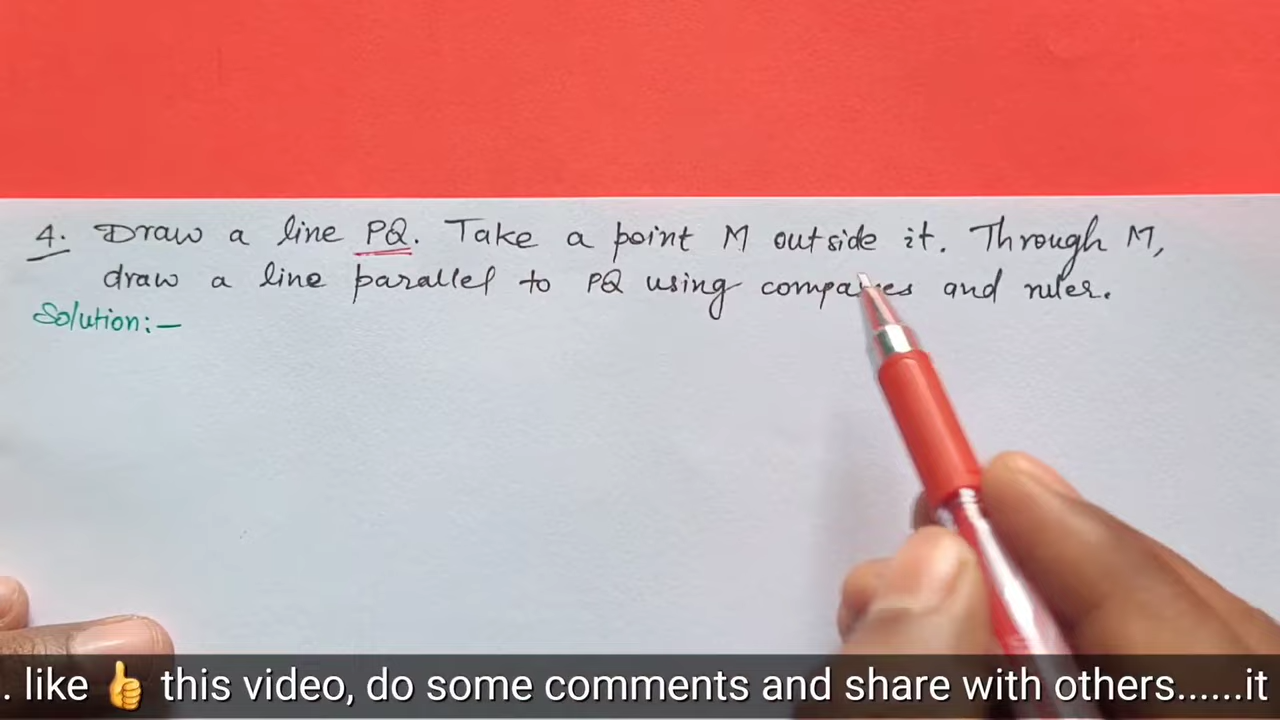 4. Draw a line PQ. Take a point M outside it. Through M,
draw a line parallel to PQ using compasses and ruler.
Solution:-
. like 👍 this video, do some comments and share with others......it